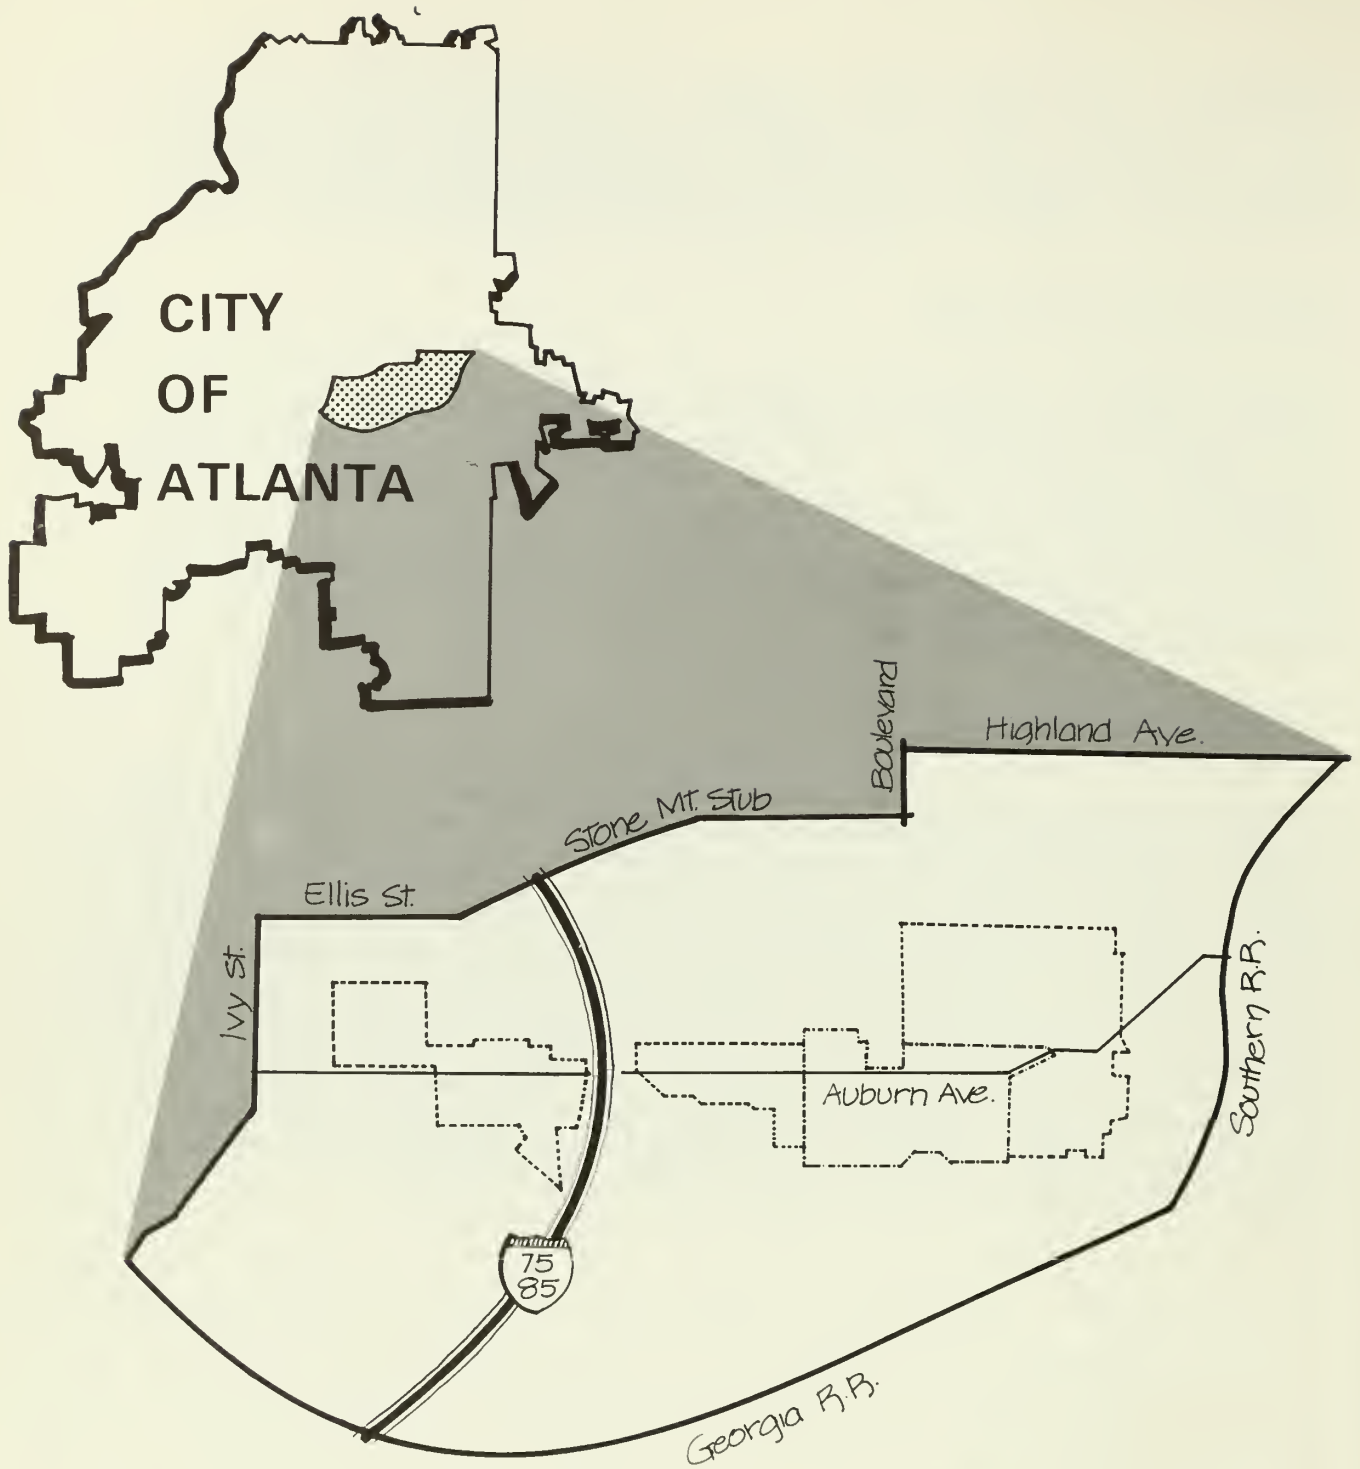 CITY
OF
ATLANTA
Boulevard
Highland Ave.
Stone Mt. Stub
Ellis St.
Ivy St.
Auburn Ave.
Southern R.R.
75
85
Georgia R.R.